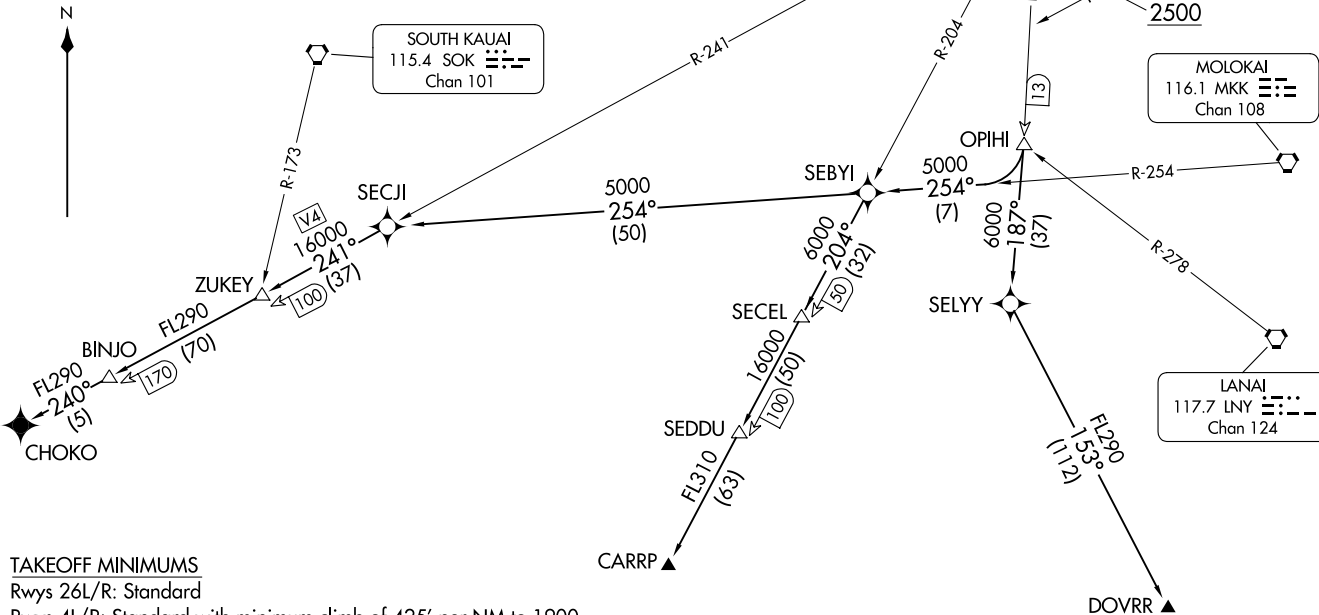 N
SOUTH KAUAI
115.4 SOK
Chan 101
R-241
R-204
2500
MOLOKAI
116.1 MKK
Chan 108
13
R-173
OPIHI
SEBYI
5000
254°
(7)
R-254
SECJI
5000
254°
(50)
V4
16000
241°
(37)
6000
204°
(32)
6000
187°
(37)
R-278
ZUKEY
100
50
SECEL
SELYY
FL290
(70)
BINJO
170
16000
(50)
LANAI
117.7 LNY
Chan 124
FL290
240°
(5)
CHOKO
100
SEDDU
FL290
153°
(112)
FL310
(63)
CARRP
DOVRR
TAKEOFF MINIMUMS
Rwys 26L/R: Standard